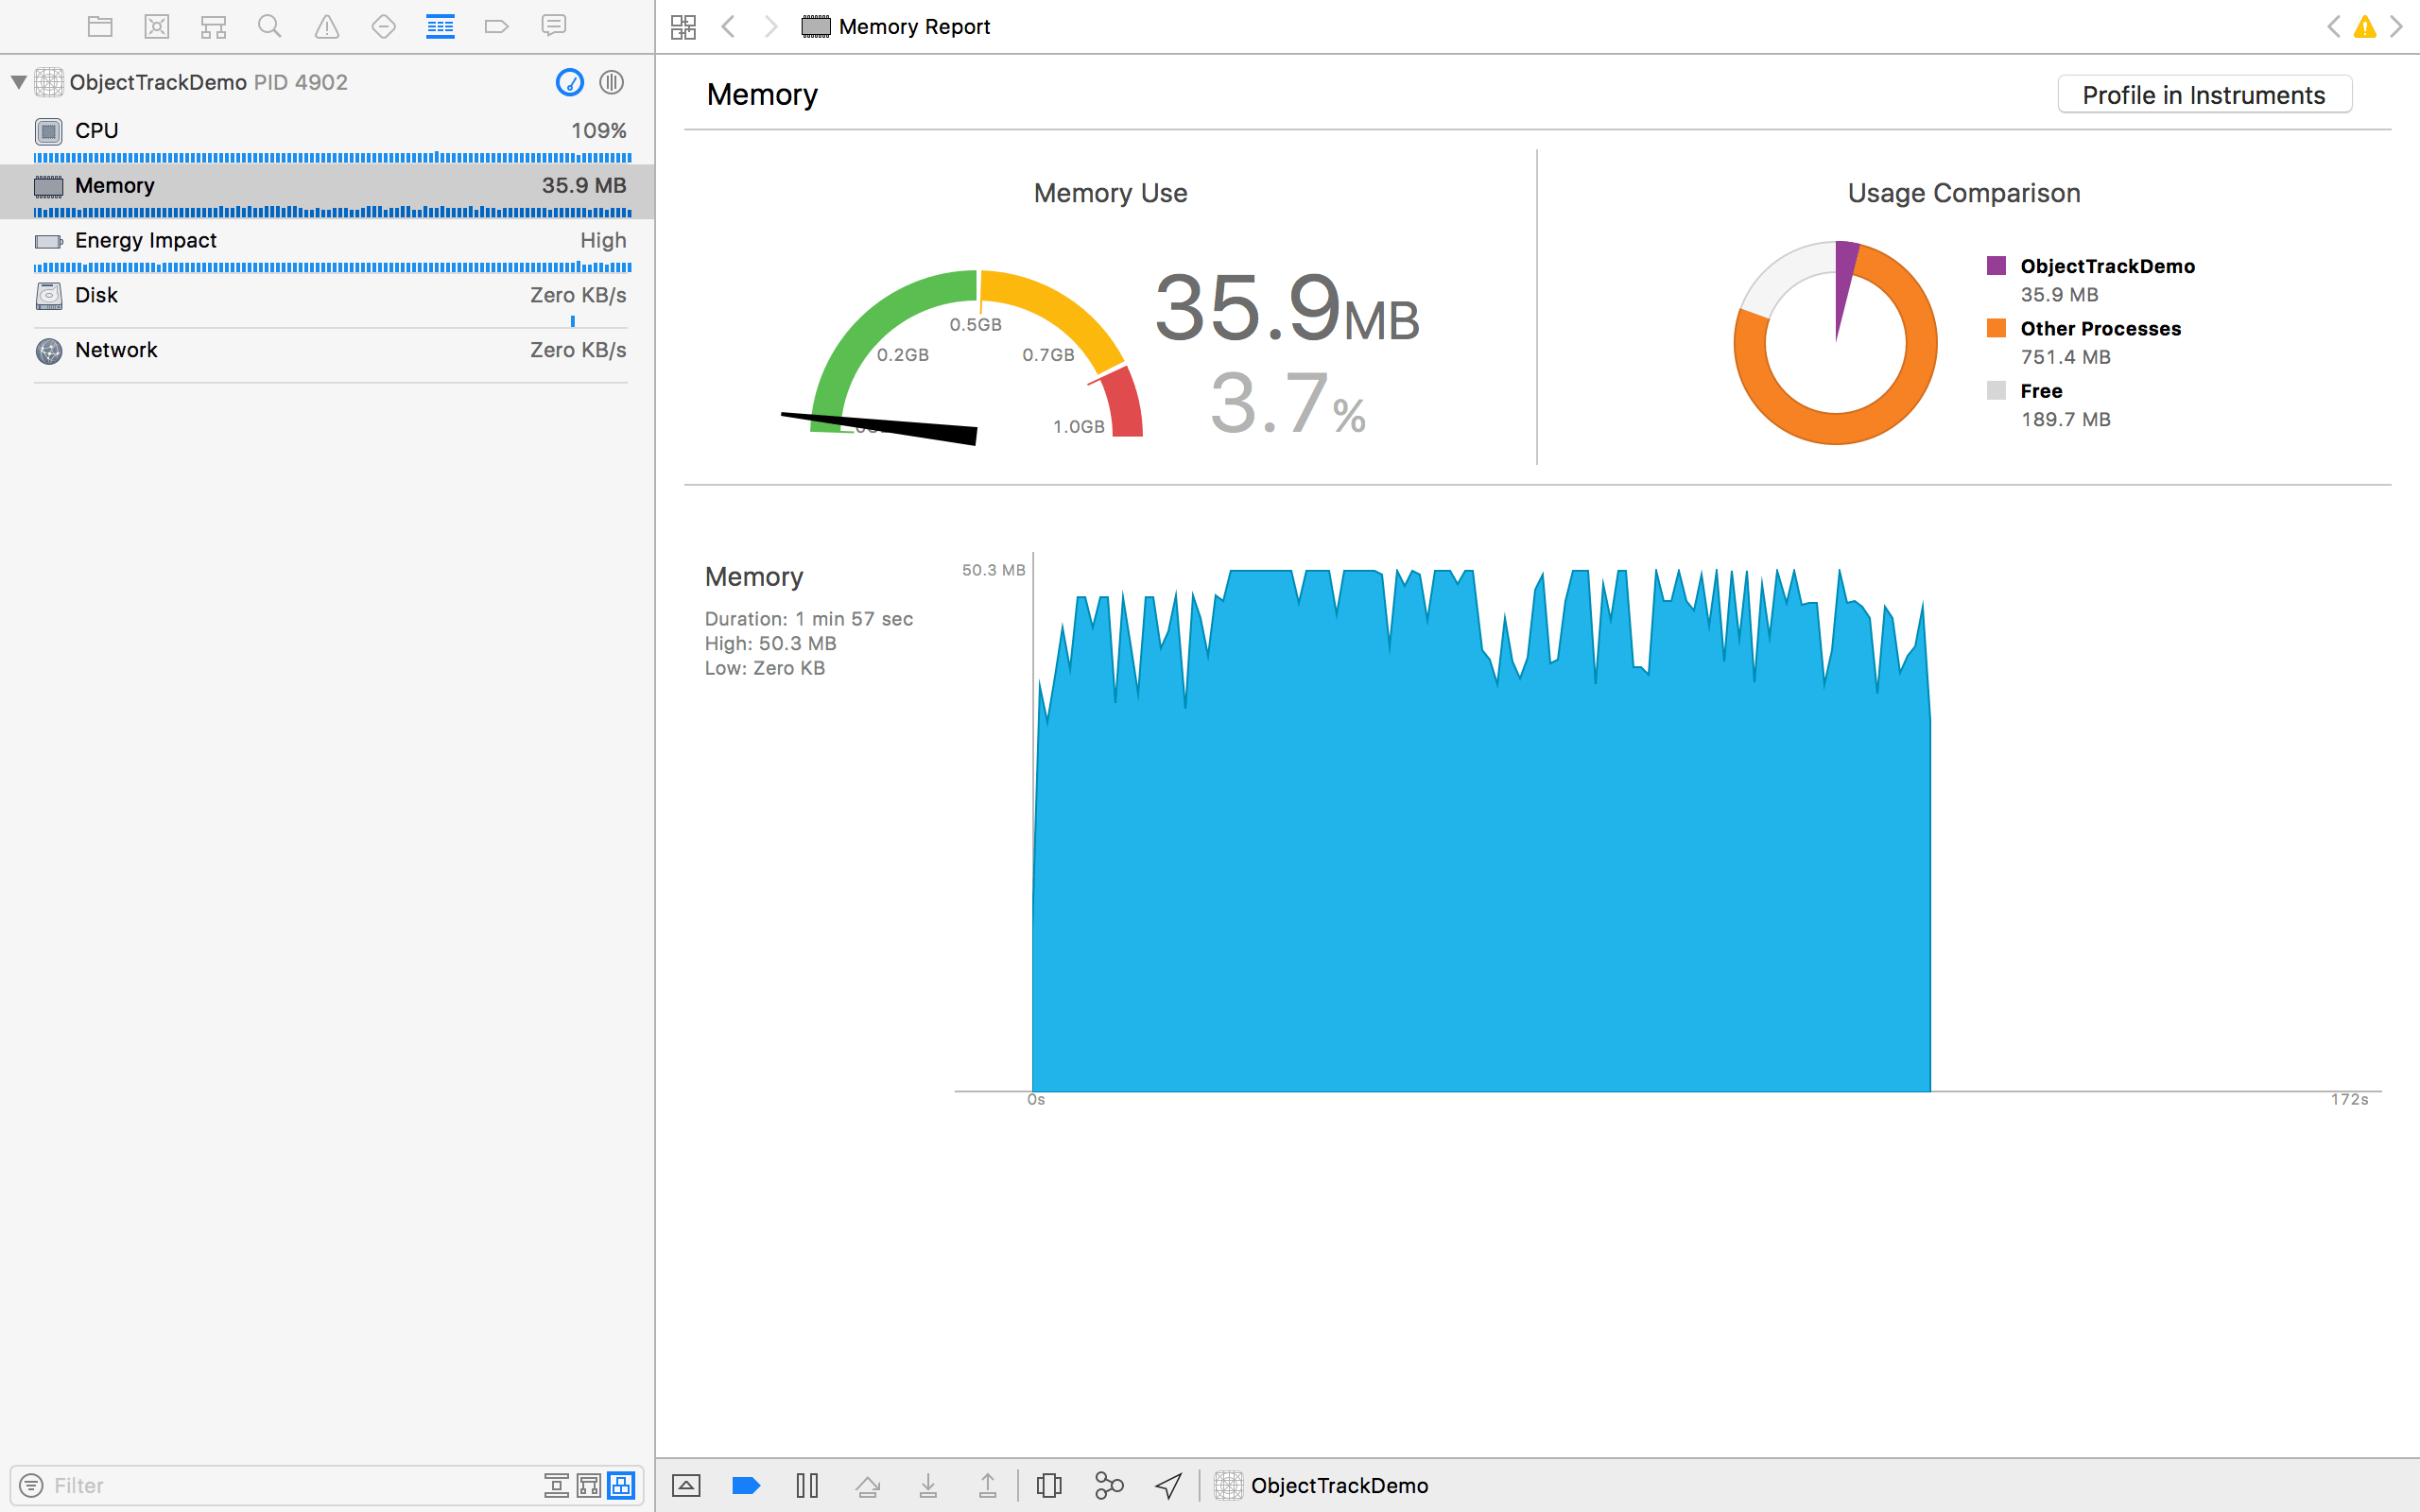 Memory Report
ObjectTrackDemo PID 4902
CPU 109%
Memory 35.9 MB
Energy Impact High
Disk Zero KB/s
Network Zero KB/s
Filter
Memory
Profile in Instruments
Memory Use
0.2GB
0.5GB
0.7GB
1.0GB
35.9MB
3.7%
Usage Comparison
ObjectTrackDemo
35.9 MB
Other Processes
751.4 MB
Free
189.7 MB
Memory
Duration: 1 min 57 sec
High: 50.3 MB
Low: Zero KB
50.3 MB
0s
172s
ObjectTrackDemo